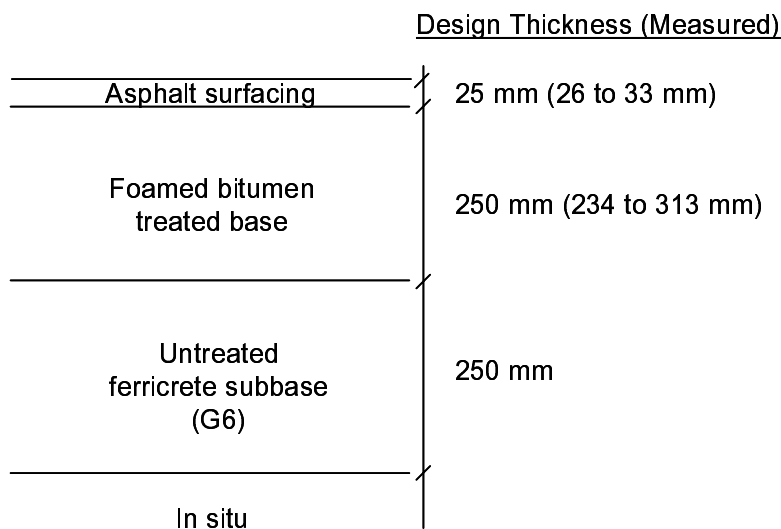 Design Thickness (Measured)
Asphalt surfacing
25 mm (26 to 33 mm)
Foamed bitumen
treated base
250 mm (234 to 313 mm)
Untreated
ferricrete subbase
(G6)
250 mm
In situ